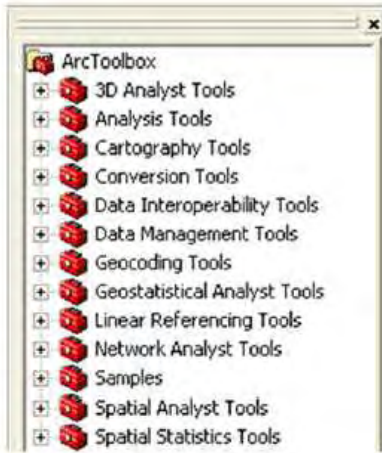 ArcToolbox
3D Analyst Tools
Analysis Tools
Cartography Tools
Conversion Tools
Data Interoperability Tools
Data Management Tools
Geocoding Tools
Geostatistical Analyst Tools
Linear Referencing Tools
Network Analyst Tools
Samples
Spatial Analyst Tools
Spatial Statistics Tools